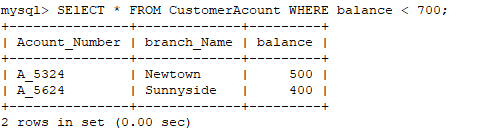 mysql> SElECT * FROM CustomerAcount WHERE balance < 700;
+---------------+-------------+---------+
| Acount_Number | branch_Name | balance |
+---------------+-------------+---------+
| A_5324        | Newtown     |     500 |
| A_5624        | Sunnyside   |     400 |
+---------------+-------------+---------+
2 rows in set (0.00 sec)